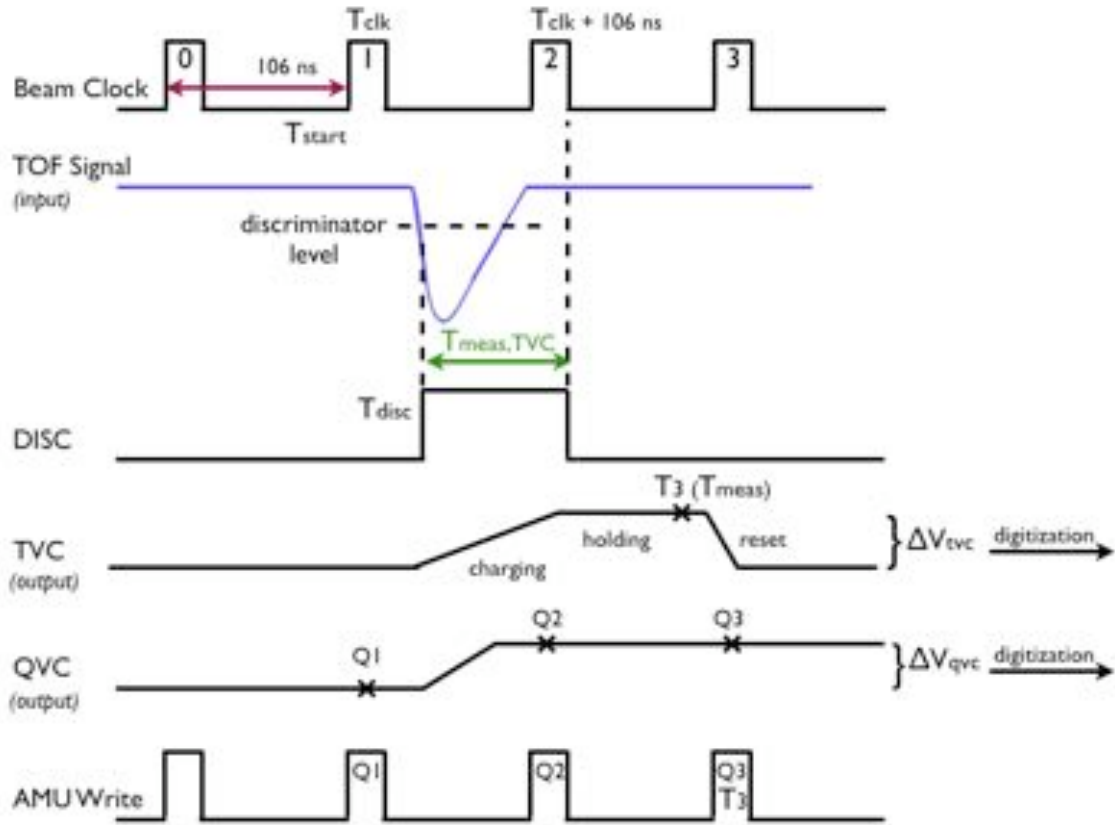 Tclk
Tclk + 106 ns
0
1
2
3
106 ns
Beam Clock
Tstart
TOF Signal
(input)
discriminator
level
Tmeas,TVC
Tdisc
DISC
T3 (Tmeas)
TVC
(output)
charging
holding
reset
} ΔVtvc
digitization
Q1
Q2
Q3
QVC
(output)
} ΔVqvc
digitization
AMU Write
Q1
Q2
Q3
T3